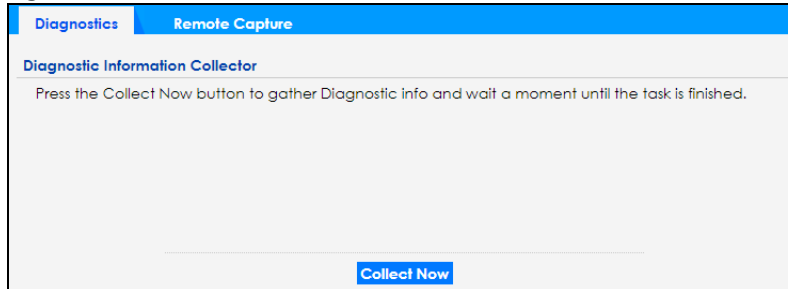 Diagnostics Remote Capture
Diagnostic Information Collector
Press the Collect Now button to gather Diagnostic info and wait a moment until the task is finished.
Collect Now